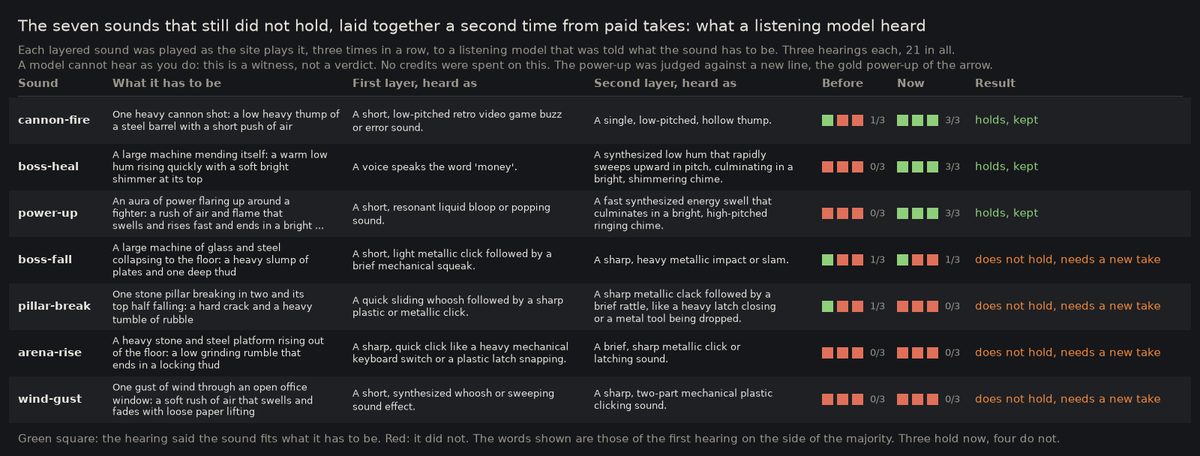 The seven sounds that still did not hold, laid together a second time from paid takes: what a listening model heard
Each layered sound was played as the site plays it, three times in a row, to a listening model that was told what the sound has to be. Three hearings each, 21 in all.
A model cannot hear as you do: this is a witness, not a verdict. No credits were spent on this. The power-up was judged against a new line, the gold power-up of the arrow.
Sound What it has to be First layer, heard as Second layer, heard as Before Now Result
cannon-fire
One heavy cannon shot: a low heavy thump of
a steel barrel with a short push of air
A short, low-pitched retro video game buzz
or error sound.
A single, low-pitched, hollow thump.
1/3 3/3 holds, kept
boss-heal
A large machine mending itself: a warm low
hum rising quickly with a soft bright
shimmer at its top
A voice speaks the word 'money'.
A synthesized low hum that rapidly
sweeps upward in pitch, culminating in a
bright, shimmering chime.
0/3 3/3 holds, kept
power-up
An aura of power flaring up around a
fighter: a rush of air and flame that
swells and rises fast and ends in a bright ...
A short, resonant liquid bloop or popping
sound.
A fast synthesized energy swell that
culminates in a bright, high-pitched
ringing chime.
0/3 3/3 holds, kept
boss-fall
A large machine of glass and steel
collapsing to the floor: a heavy slump of
plates and one deep thud
A short, light metallic click followed by a
brief mechanical squeak.
A sharp, heavy metallic impact or slam.
1/3 1/3 does not hold, needs a new take
pillar-break
One stone pillar breaking in two and its
top half falling: a hard crack and a heavy
tumble of rubble
A quick sliding whoosh followed by a sharp
plastic or metallic click.
A sharp metallic clack followed by a
brief rattle, like a heavy latch closing
or a metal tool being dropped.
1/3 0/3 does not hold, needs a new take
arena-rise
A heavy stone and steel platform rising out
of the floor: a low grinding rumble that
ends in a locking thud
A sharp, quick click like a heavy mechanical
keyboard switch or a plastic latch snapping.
A brief, sharp metallic click or
latching sound.
0/3 0/3 does not hold, needs a new take
wind-gust
One gust of wind through an open office
window: a soft rush of air that swells and
fades with loose paper lifting
A short, synthesized whoosh or sweeping
sound effect.
A sharp, two-part mechanical plastic
clicking sound.
0/3 0/3 does not hold, needs a new take
Green square: the hearing said the sound fits what it has to be. Red: it did not. The words shown are those of the first hearing on the side of the majority. Three hold now, four do not.